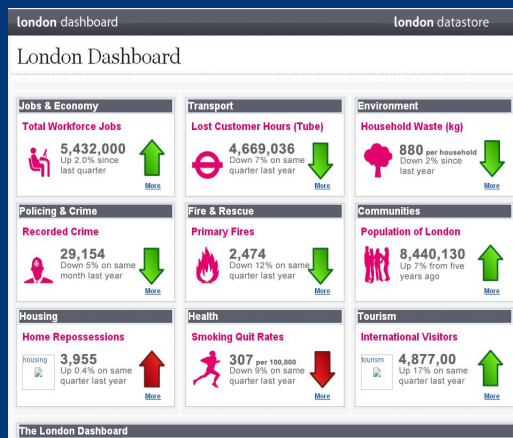 london dashboard
london datastore
London Dashboard
Jobs & Economy
Total Workforce Jobs
5,432,000
Up 2.0% since
last quarter
More
Transport
Lost Customer Hours (Tube)
4,669,036
Down 7% on same
quarter last year
More
Environment
Household Waste (kg)
880 per household
Down 2% since
last year
More
Policing & Crime
Recorded Crime
29,154
Down 5% on same
month last year
More
Fire & Rescue
Primary Fires
2,474
Down 12% on same
quarter last year
More
Communities
Population of London
8,440,130
Up 7% from five
years ago
More
Housing
Home Repossessions
housing
3,955
Up 0.4% on same
quarter last year
More
Health
Smoking Quit Rates
307 per 100,000
Down 9% on same
quarter last year
More
Tourism
International Visitors
tourism
4,877,00
Up 17% on same
quarter last year
More
The London Dashboard